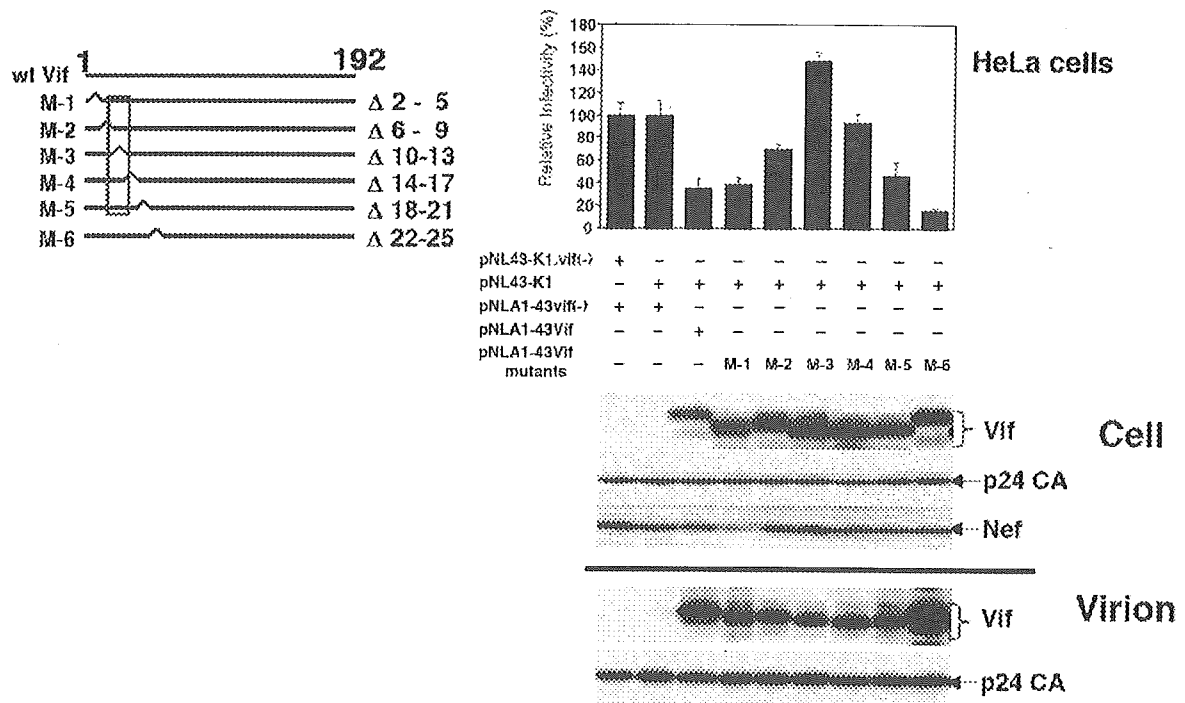 1 192
wt Vif
M-1 Δ 2 - 5
M-2 Δ 6 - 9
M-3 Δ 10-13
M-4 Δ 14-17
M-5 Δ 18-21
M-6 Δ 22-25
Relative Infectivity (%)
180
160
140
120
100
80
60
40
20
0
HeLa cells
pNL43-K1.vif(-) + - - - - - - - -
pNL43-K1 - + + + + + + + +
pNLA1-43vif(-) + + - - - - - - -
pNLA1-43Vif - - + - - - - - -
pNLA1-43Vif
mutants - - - M-1 M-2 M-3 M-4 M-5 M-6
Vif
Cell
p24 CA
Nef
Vif
Virion
p24 CA